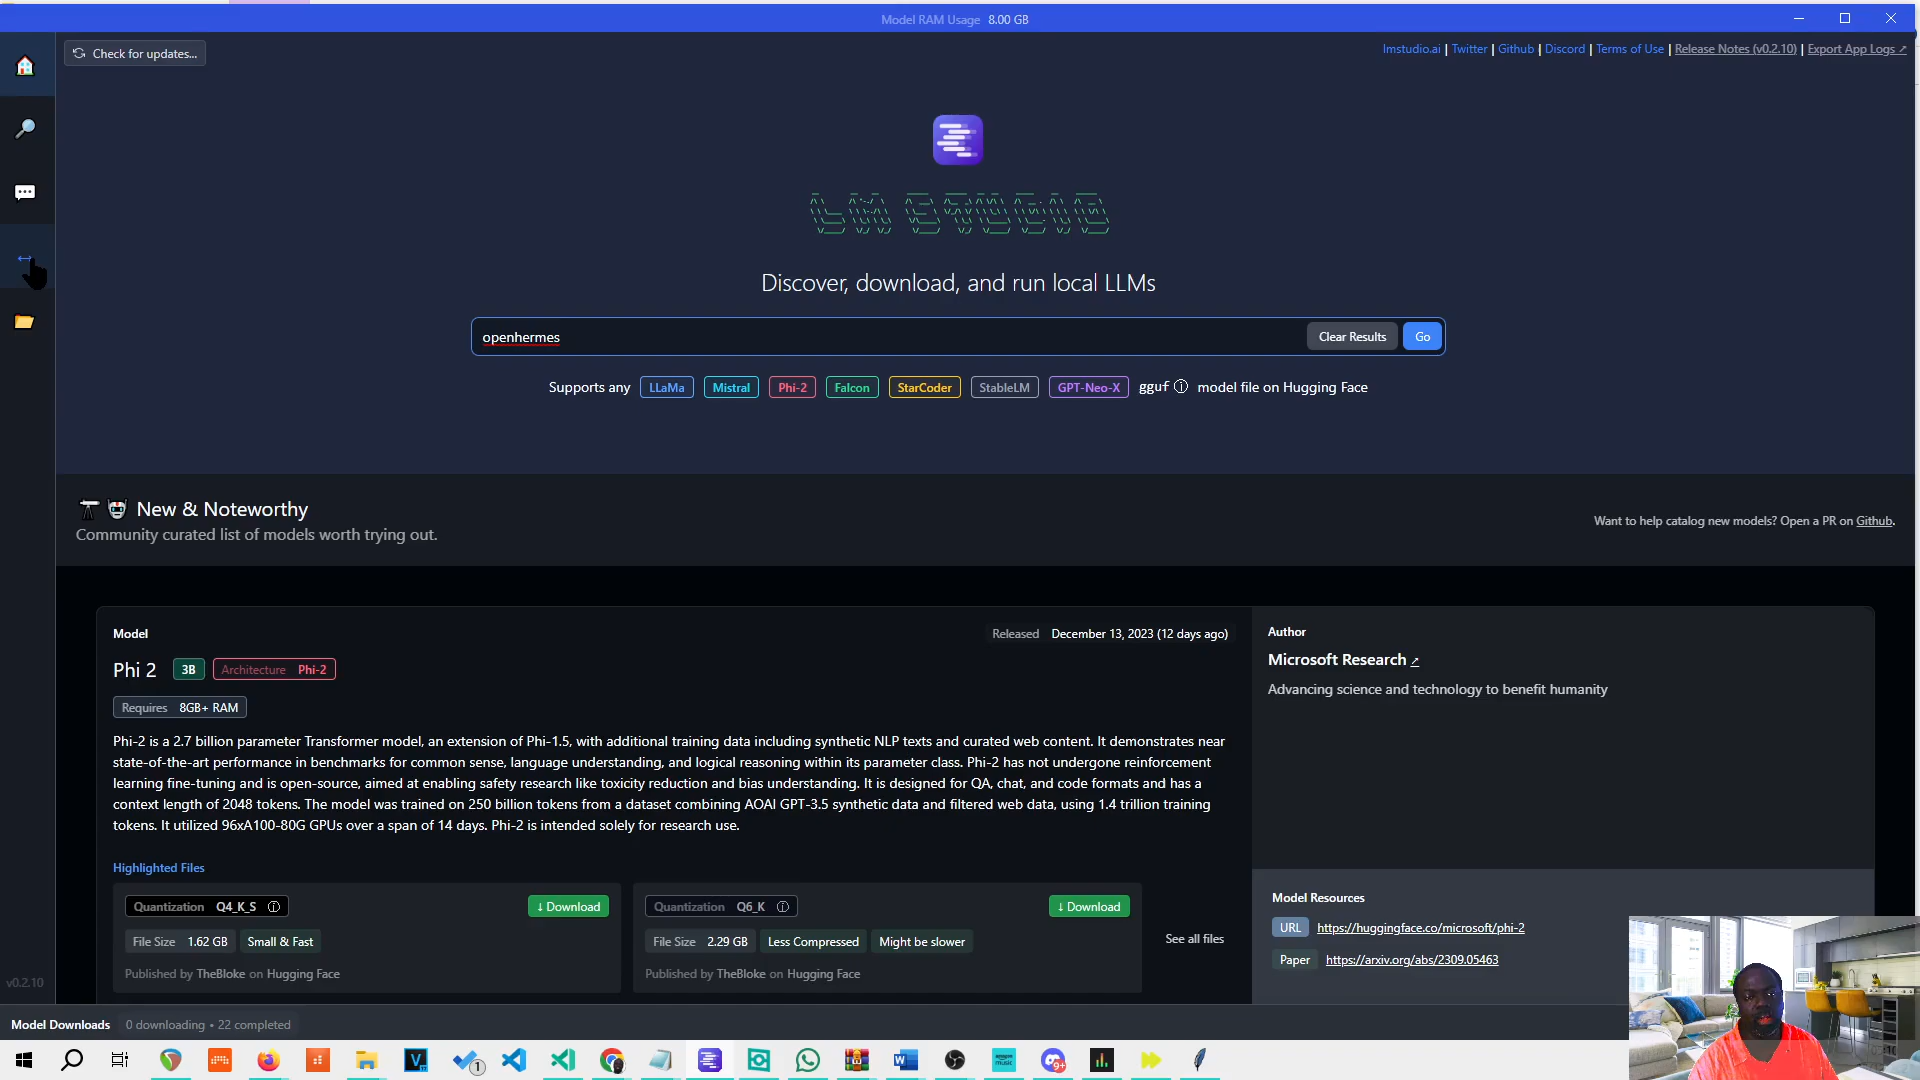 Model RAM Usage 8.00 GB
Check for updates...
lmstudio.ai | Twitter | Github | Discord | Terms of Use | Release Notes (v0.2.10) | Export App Logs ↗
LM STUDIO
Discover, download, and run local LLMs
openhermes
Clear Results
Go
Supports any LLaMa Mistral Phi-2 Falcon StarCoder StableLM GPT-Neo-X gguf ⓘ model file on Hugging Face
New & Noteworthy
Community curated list of models worth trying out.
Want to help catalog new models? Open a PR on Github.
Model
Released December 13, 2023 (12 days ago)
Phi 2 3B Architecture Phi-2
Requires 8GB+ RAM
Phi-2 is a 2.7 billion parameter Transformer model, an extension of Phi-1.5, with additional training data including synthetic NLP texts and curated web content. It demonstrates near
state-of-the-art performance in benchmarks for common sense, language understanding, and logical reasoning within its parameter class. Phi-2 has not undergone reinforcement
learning fine-tuning and is open-source, aimed at enabling safety research like toxicity reduction and bias understanding. It is designed for QA, chat, and code formats and has a
context length of 2048 tokens. The model was trained on 250 billion tokens from a dataset combining AOAI GPT-3.5 synthetic data and filtered web data, using 1.4 trillion training
tokens. It utilized 96xA100-80G GPUs over a span of 14 days. Phi-2 is intended solely for research use.
Highlighted Files
Quantization Q4_K_S ⓘ
↓ Download
File Size 1.62 GB Small & Fast
Published by TheBloke on Hugging Face
Quantization Q6_K ⓘ
↓ Download
File Size 2.29 GB Less Compressed Might be slower
Published by TheBloke on Hugging Face
See all files
Author
Microsoft Research ↗
Advancing science and technology to benefit humanity
Model Resources
URL https://huggingface.co/microsoft/phi-2
Paper https://arxiv.org/abs/2309.05463
v0.2.10
Model Downloads 0 downloading • 22 completed